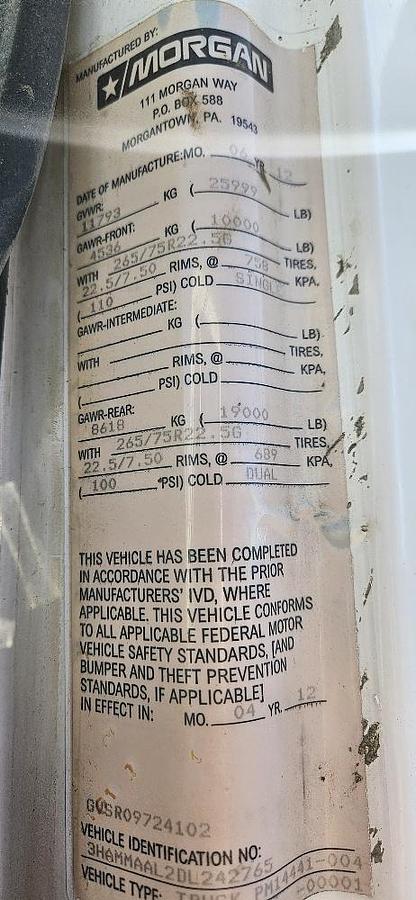 MANUFACTURED BY:
MORGAN
111 MORGAN WAY
P.O. BOX 588
MORGANTOWN, PA. 19543
DATE OF MANUFACTURE: MO. 06 YR. 12
GVWR:
11793 KG ( 25999 LB)
GAWR-FRONT:
4536 KG ( 10000 LB)
WITH 265/75R22.5G TIRES,
22.5/7.50 RIMS, @ 758 KPA.
( 110 PSI) COLD SINGLE
GAWR-INTERMEDIATE:
KG ( LB)
WITH TIRES,
RIMS, @ KPA,
( PSI) COLD
GAWR-REAR:
8618 KG ( 19000 LB)
WITH 265/75R22.5G TIRES,
22.5/7.50 RIMS, @ 689 KPA,
( 100 PSI) COLD DUAL
THIS VEHICLE HAS BEEN COMPLETED
IN ACCORDANCE WITH THE PRIOR
MANUFACTURERS' IVD, WHERE
APPLICABLE. THIS VEHICLE CONFORMS
TO ALL APPLICABLE FEDERAL MOTOR
VEHICLE SAFETY STANDARDS, [AND
BUMPER AND THEFT PREVENTION
STANDARDS, IF APPLICABLE]
IN EFFECT IN: MO. 04 YR. 12
GVSR09724102
VEHICLE IDENTIFICATION NO:
3HAMMAAL2DL242765 PM14441-004
VEHICLE TYPE: TRUCK -00001